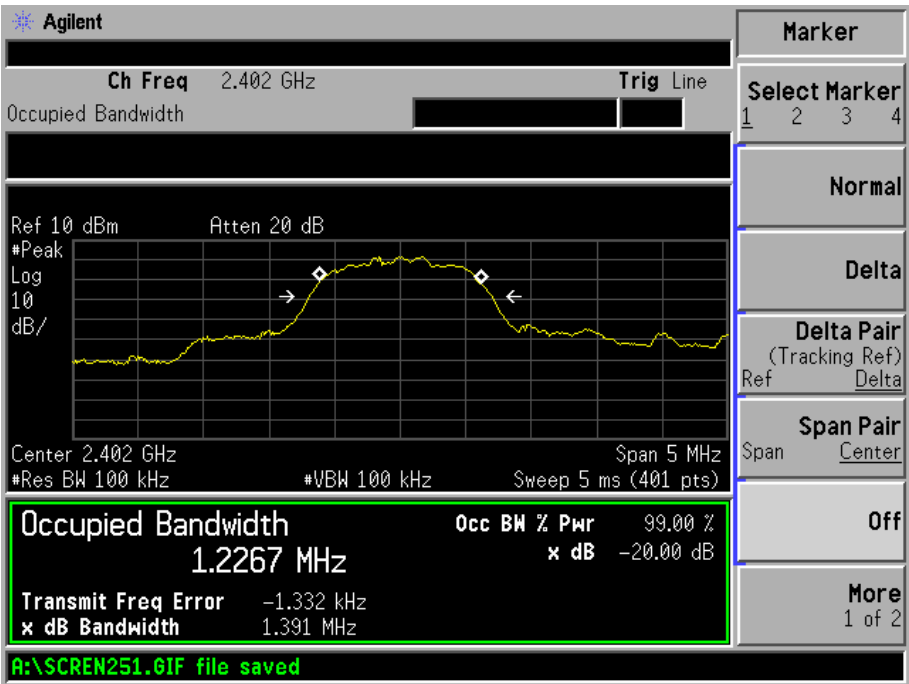 Agilent
Marker
Ch Freq 2.402 GHz Trig Line
Occupied Bandwidth
Select Marker
1 2 3 4
Normal
Delta
Delta Pair
(Tracking Ref)
Ref Delta
Span Pair
Span Center
Off
More
1 of 2
Ref 10 dBm Atten 20 dB
#Peak
Log
10
dB/
Center 2.402 GHz Span 5 MHz
#Res BW 100 kHz #VBW 100 kHz Sweep 5 ms (401 pts)
Occupied Bandwidth Occ BW % Pwr 99.00 %
1.2267 MHz x dB -20.00 dB
Transmit Freq Error -1.332 kHz
x dB Bandwidth 1.391 MHz
A:\SCREN251.GIF file saved